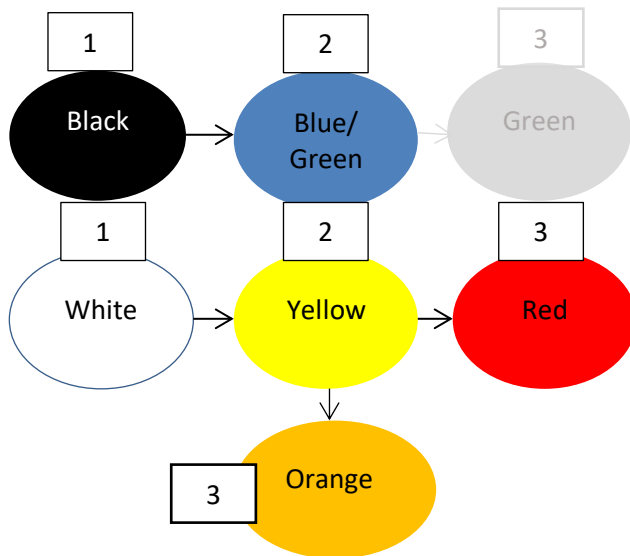 1
2
3
Black
Blue/
Green
Green
1
2
3
White
Yellow
Red
3
Orange